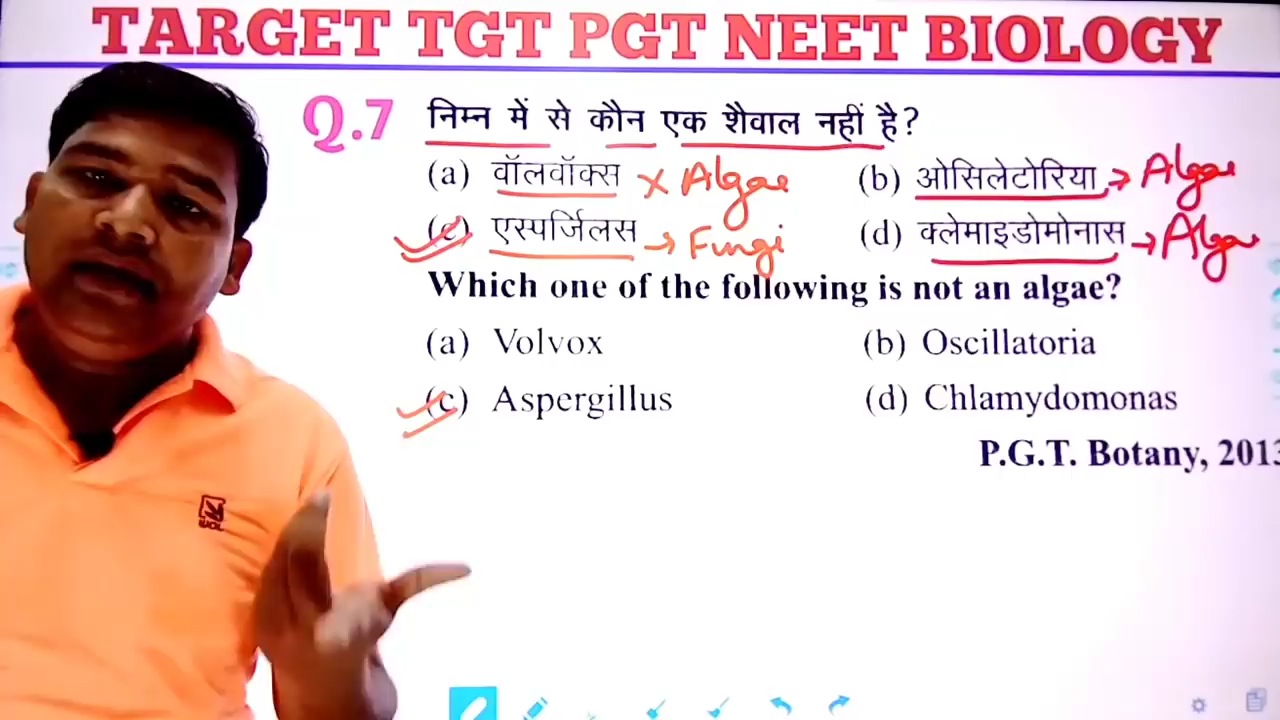 TARGET TGT PGT NEET BIOLOGY
Q.7 निम्न में से कौन एक शैवाल नहीं है?
(a) वॉलवॉक्स x Algae (b) ओसिलेटोरिया → Algae
(c) एस्पर्जिलस → Fungi (d) क्लेमाइडोमोनास → Algae
Which one of the following is not an algae?
(a) Volvox (b) Oscillatoria
(c) Aspergillus (d) Chlamydomonas
P.G.T. Botany, 2013